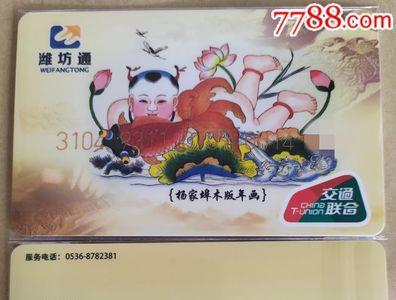 7788.com
潍坊通
WEIFANGTONG
{杨家埠木版年画}
交通
CHINA
T-UNION 联合
服务电话：0536-8782381